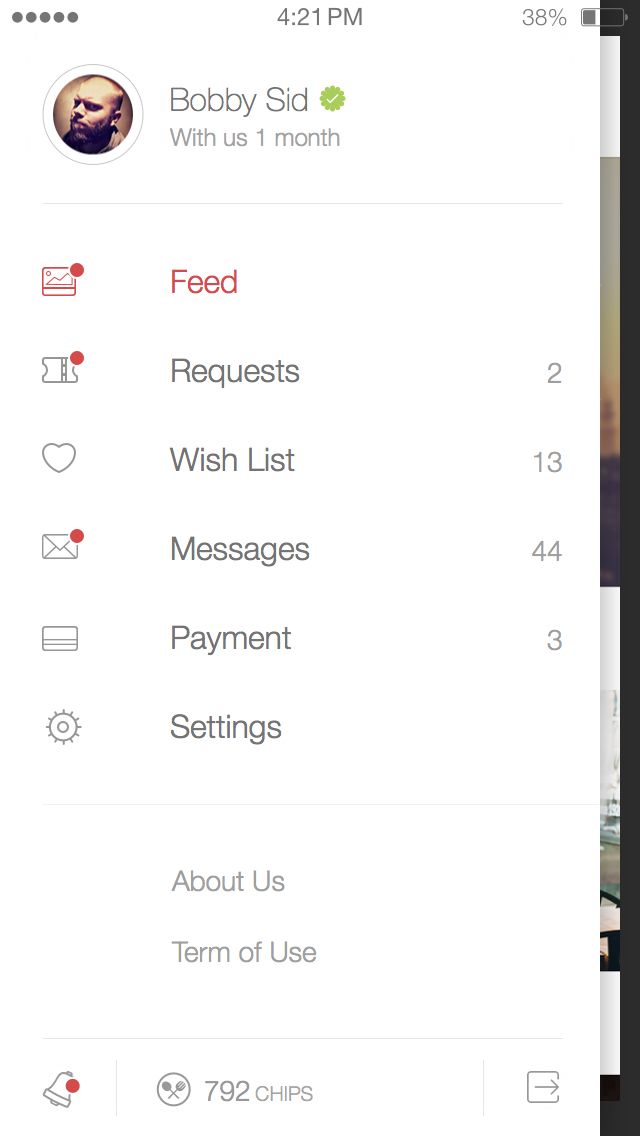 4:21 PM 38%
Bobby Sid
With us 1 month
Feed
Requests 2
Wish List 13
Messages 44
Payment 3
Settings
About Us
Term of Use
792 CHIPS